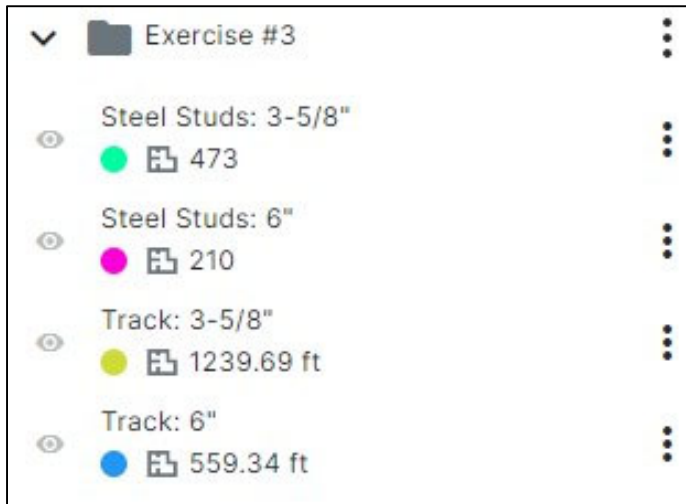 Exercise #3
Steel Studs: 3-5/8"
473
Steel Studs: 6"
210
Track: 3-5/8"
1239.69 ft
Track: 6"
559.34 ft